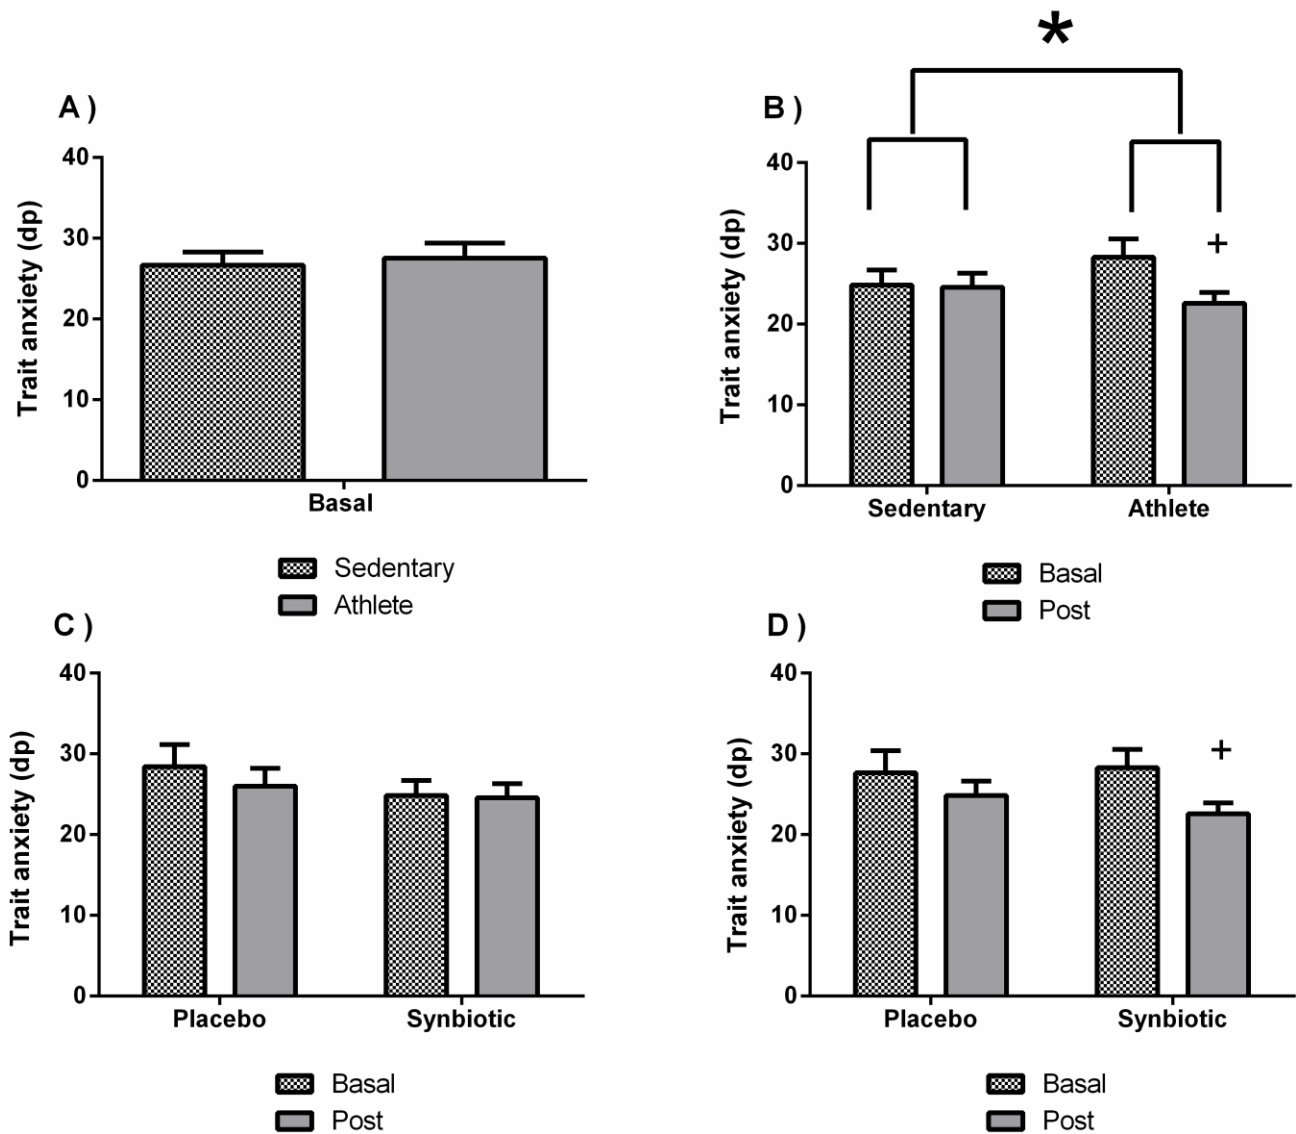 A )
Trait anxiety (dp)
40
30
20
10
0
Basal
Sedentary
Athlete
*
B )
Trait anxiety (dp)
40
30
20
10
0
+
Sedentary
Athlete
Basal
Post
C )
Trait anxiety (dp)
40
30
20
10
0
Placebo
Synbiotic
Basal
Post
D )
Trait anxiety (dp)
40
30
20
10
0
+
Placebo
Synbiotic
Basal
Post